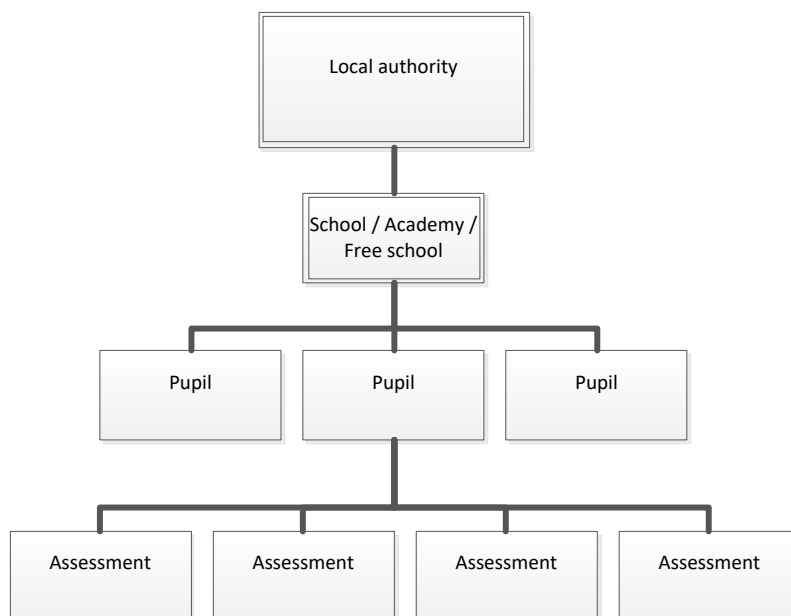 Local authority
School / Academy /
Free school
Pupil
Pupil
Pupil
Assessment
Assessment
Assessment
Assessment